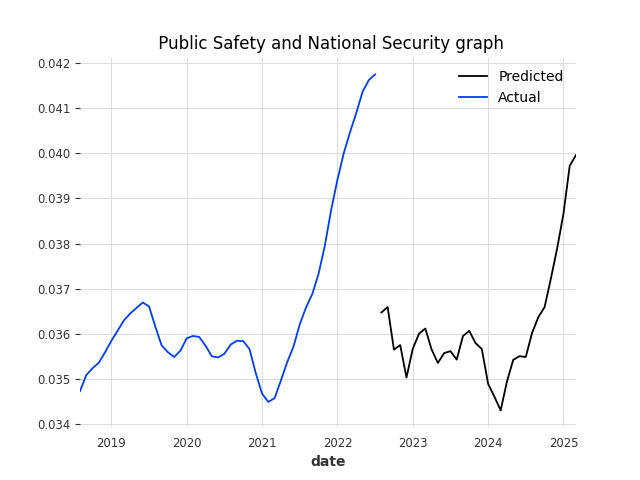 Public Safety and National Security graph
Predicted
Actual
0.042
0.041
0.040
0.039
0.038
0.037
0.036
0.035
0.034
2019 2020 2021 2022 2023 2024 2025
date